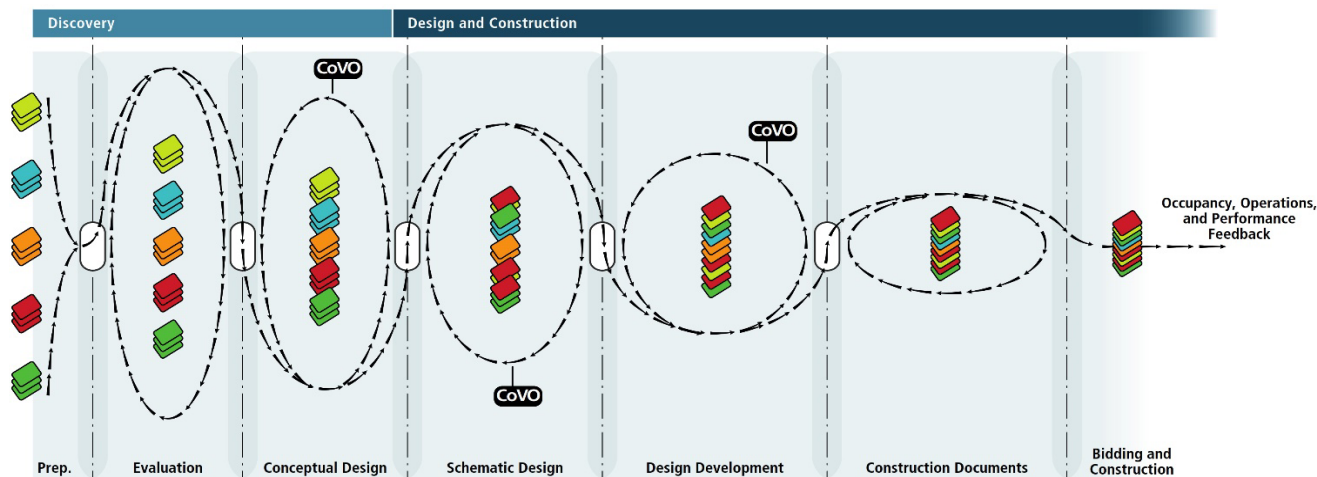 Discovery
Design and Construction
CoVO
CoVO
CoVO
Occupancy, Operations,
and Performance
Feedback
Prep.
Evaluation
Conceptual Design
Schematic Design
Design Development
Construction Documents
Bidding and
Construction